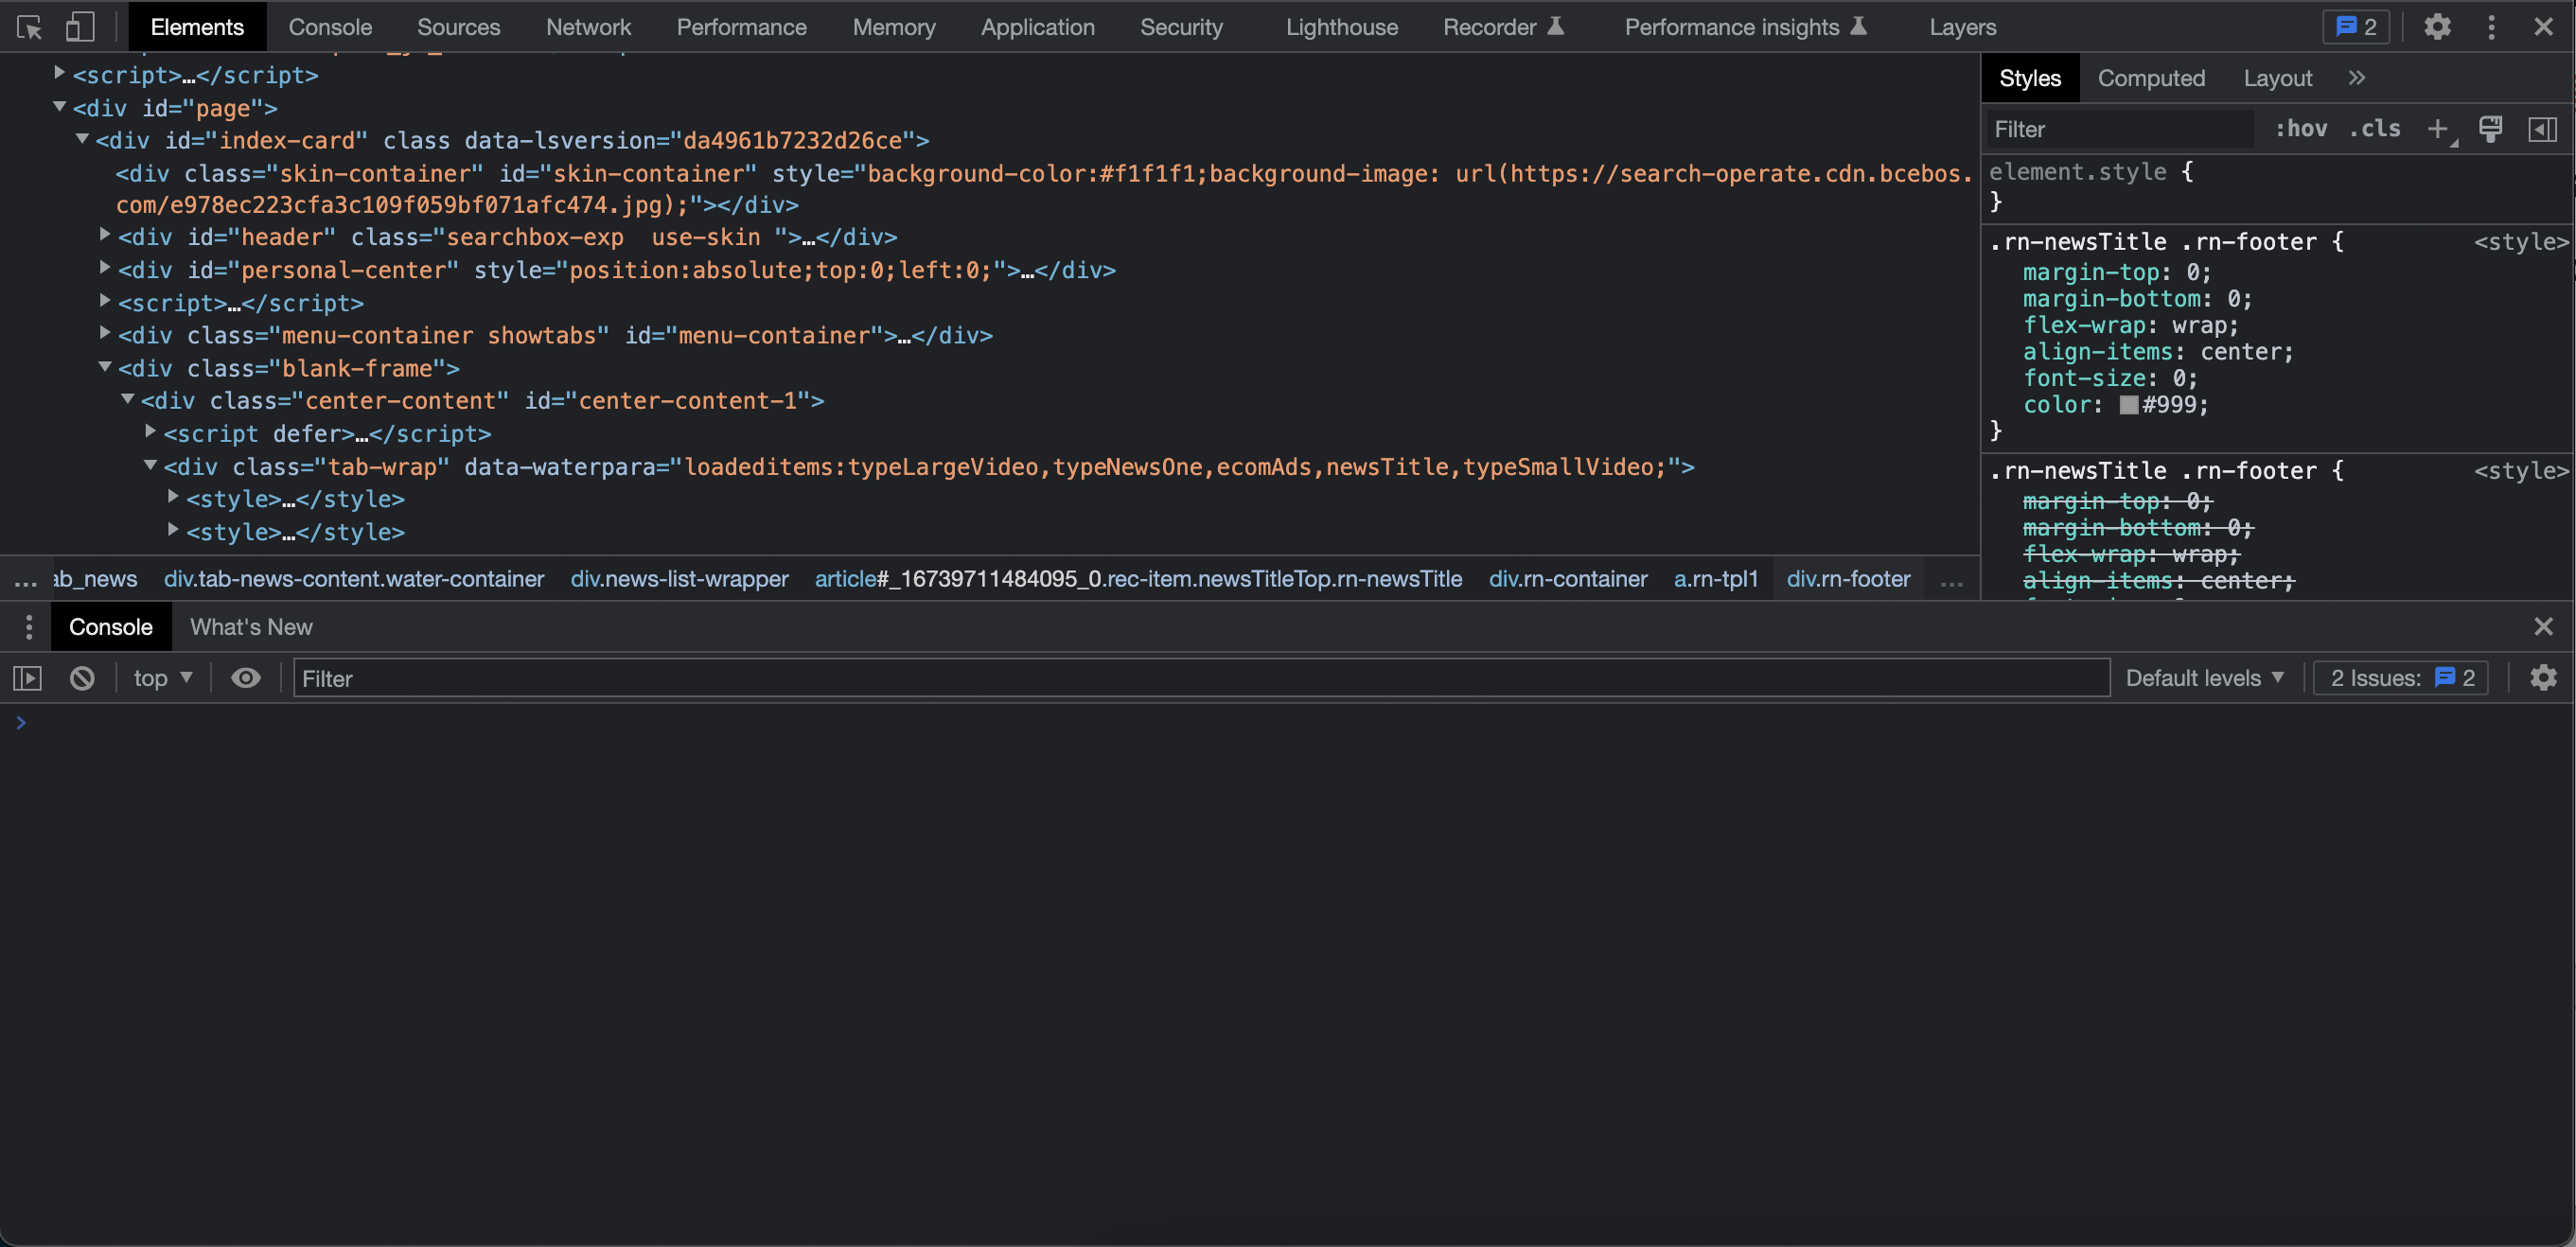 Elements Console Sources Network Performance Memory Application Security Lighthouse Recorder Performance insights Layers 2
<script>…</script>
<div id="page">
<div id="index-card" class data-lsversion="da4961b7232d26ce">
<div class="skin-container" id="skin-container" style="background-color:#f1f1f1;background-image: url(https://search-operate.cdn.bcebos.
com/e978ec223cfa3c109f059bf071afc474.jpg);"></div>
<div id="header" class="searchbox-exp  use-skin ">…</div>
<div id="personal-center" style="position:absolute;top:0;left:0;">…</div>
<script>…</script>
<div class="menu-container showtabs" id="menu-container">…</div>
<div class="blank-frame">
<div class="center-content" id="center-content-1">
<script defer>…</script>
<div class="tab-wrap" data-waterpara="loadeditems:typeLargeVideo,typeNewsOne,ecomAds,newsTitle,typeSmallVideo;">
<style>…</style>
<style>…</style>
… ab_news div.tab-news-content.water-container div.news-list-wrapper article#_16739711484095_0.rec-item.newsTitleTop.rn-newsTitle div.rn-container a.rn-tpl1 div.rn-footer …
Styles Computed Layout
Filter :hov .cls
element.style {
}
.rn-newsTitle .rn-footer { <style>
margin-top: 0;
margin-bottom: 0;
flex-wrap: wrap;
align-items: center;
font-size: 0;
color: #999;
}
.rn-newsTitle .rn-footer { <style>
margin-top: 0;
margin-bottom: 0;
flex-wrap: wrap;
align-items: center;
Console What's New
top Filter Default levels 2 Issues: 2